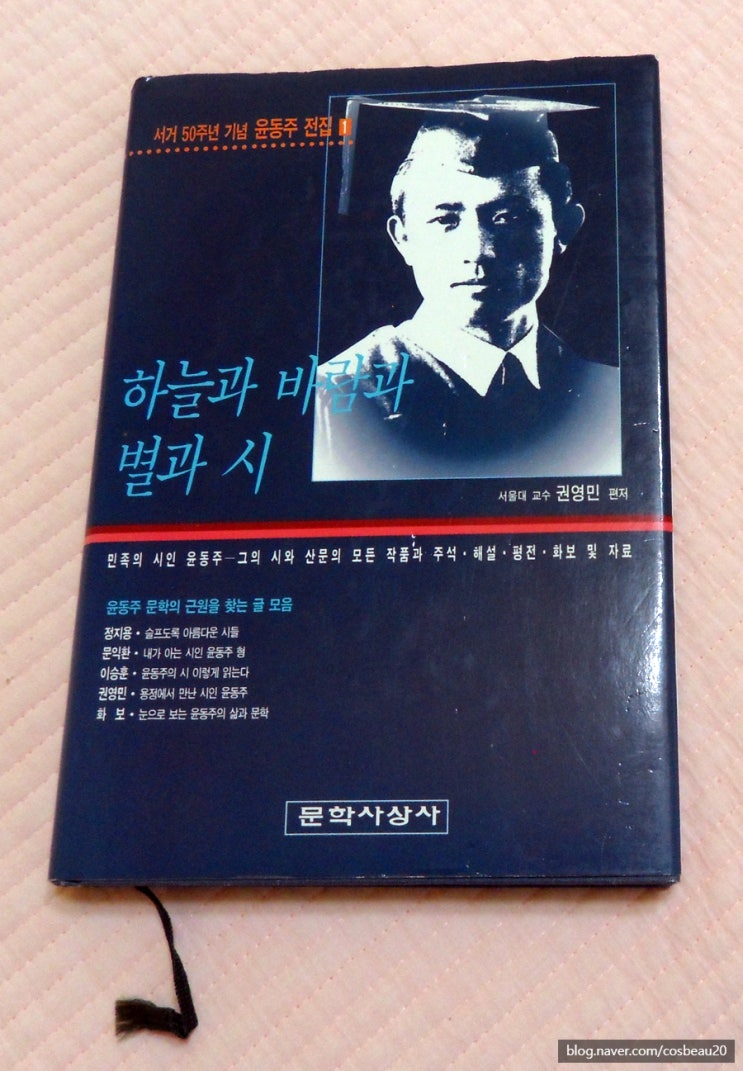 서거 50주년 기념 윤동주 전집 1
하늘과 바람과
별과 시
서울대 교수 권영민 편저
민족의 시인 윤동주―그의 시와 산문의 모든 작품과 주석·해설·평전·화보 및 자료
윤동주 문학의 근원을 찾는 글 모음
정지용 • 슬프도록 아름다운 시들
문익환 • 내가 아는 시인 윤동주 형
이승훈 • 윤동주의 시 이렇게 읽는다
권영민 • 용정에서 만난 시인 윤동주
화 보 • 눈으로 보는 윤동주의 삶과 문학
문학사상사
blog.naver.com/cosbeau20